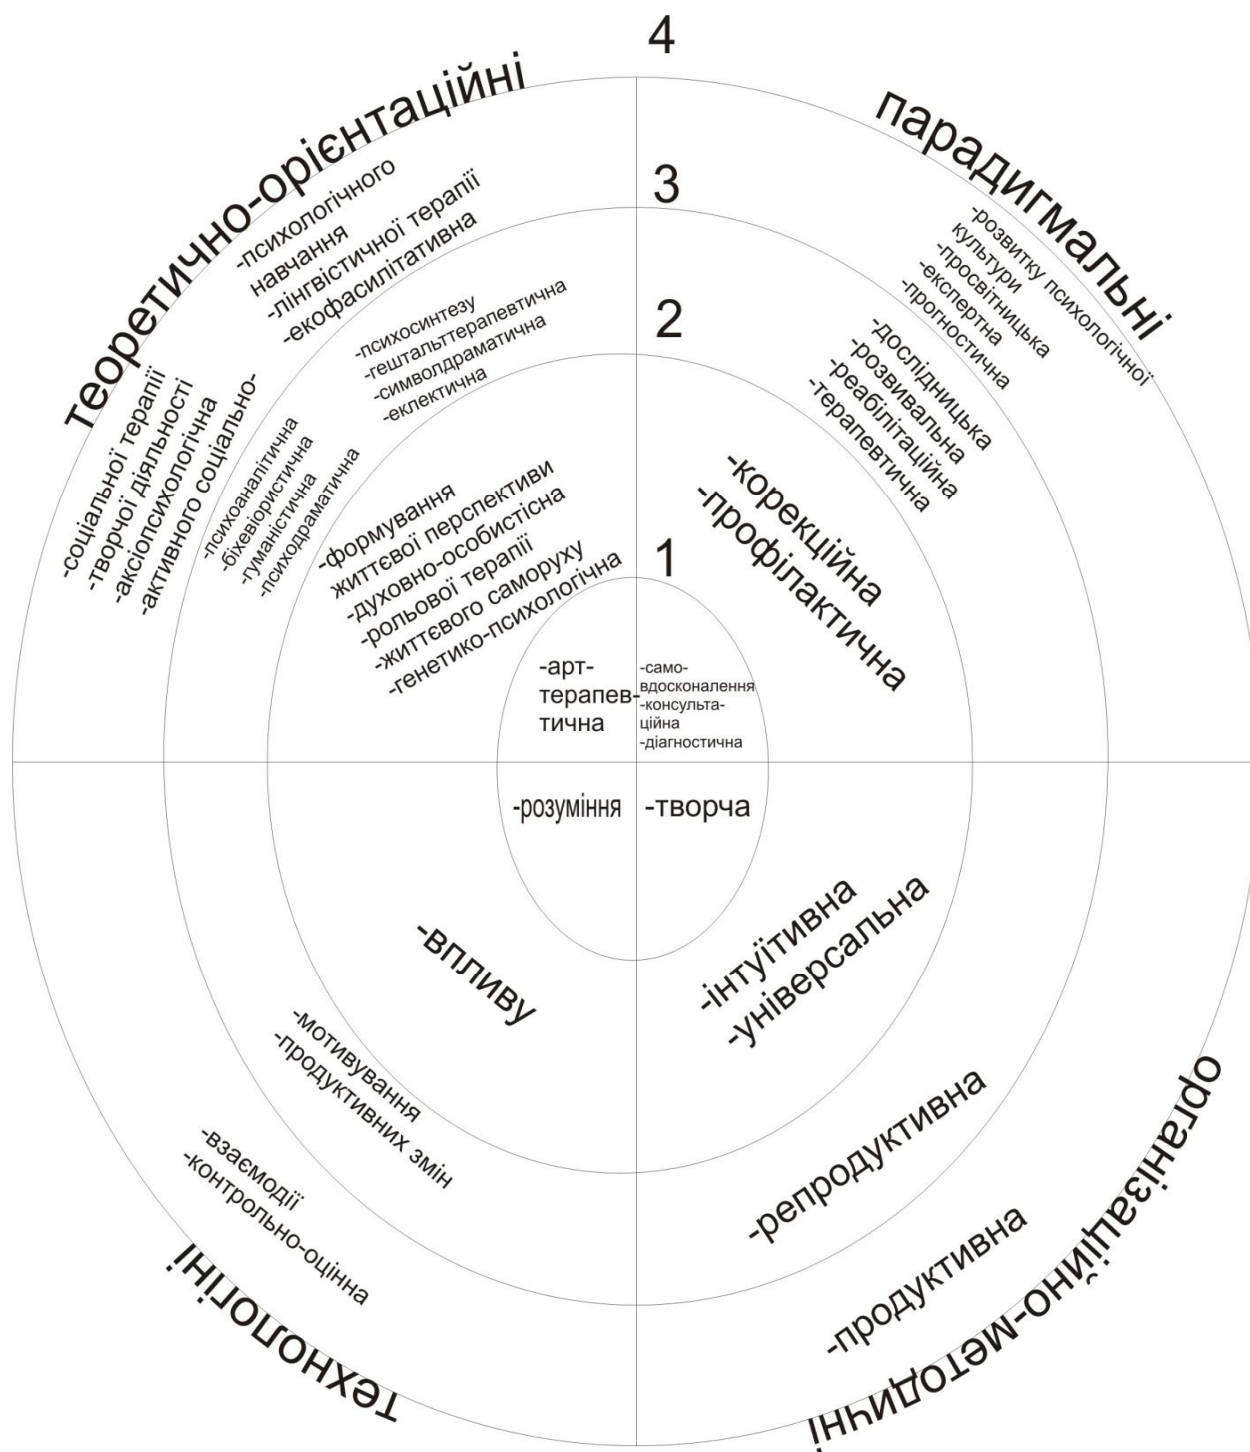 4
3
2
1
теоретично-орієнтаційні
-психологічного
навчання
-лінгвістичної терапії
-екофасилітативна
-соціальної терапії
-творчої діяльності
-аксіопсихологічна
-активного соціально-
-психосинтезу
-гештальттерапевтична
-символдраматична
-еклектична
-психоаналітична
-біхевіористична
-гуманістична
-психодраматична
-формування
життєвої перспективи
-духовно-особистісна
-рольової терапії
-життєвого саморуху
-генетико-психологічна
-арт-
терапев-
тична
парадигмальні
-розвитку психологічної
культури
-просвітницька
-експертна
-прогностична
-дослідницька
-розвивальна
-реабілітаційна
-терапевтична
-корекційна
-профілактична
-само-
вдосконалення
-консульта-
ційна
-діагностична
-розуміння
-впливу
-мотивування
-продуктивних змін
-взаємодії
-контрольно-оцінна
технологіні
-творча
-інтуїтивна
-універсальна
-репродуктивна
-продуктивна
організаційно-методичні